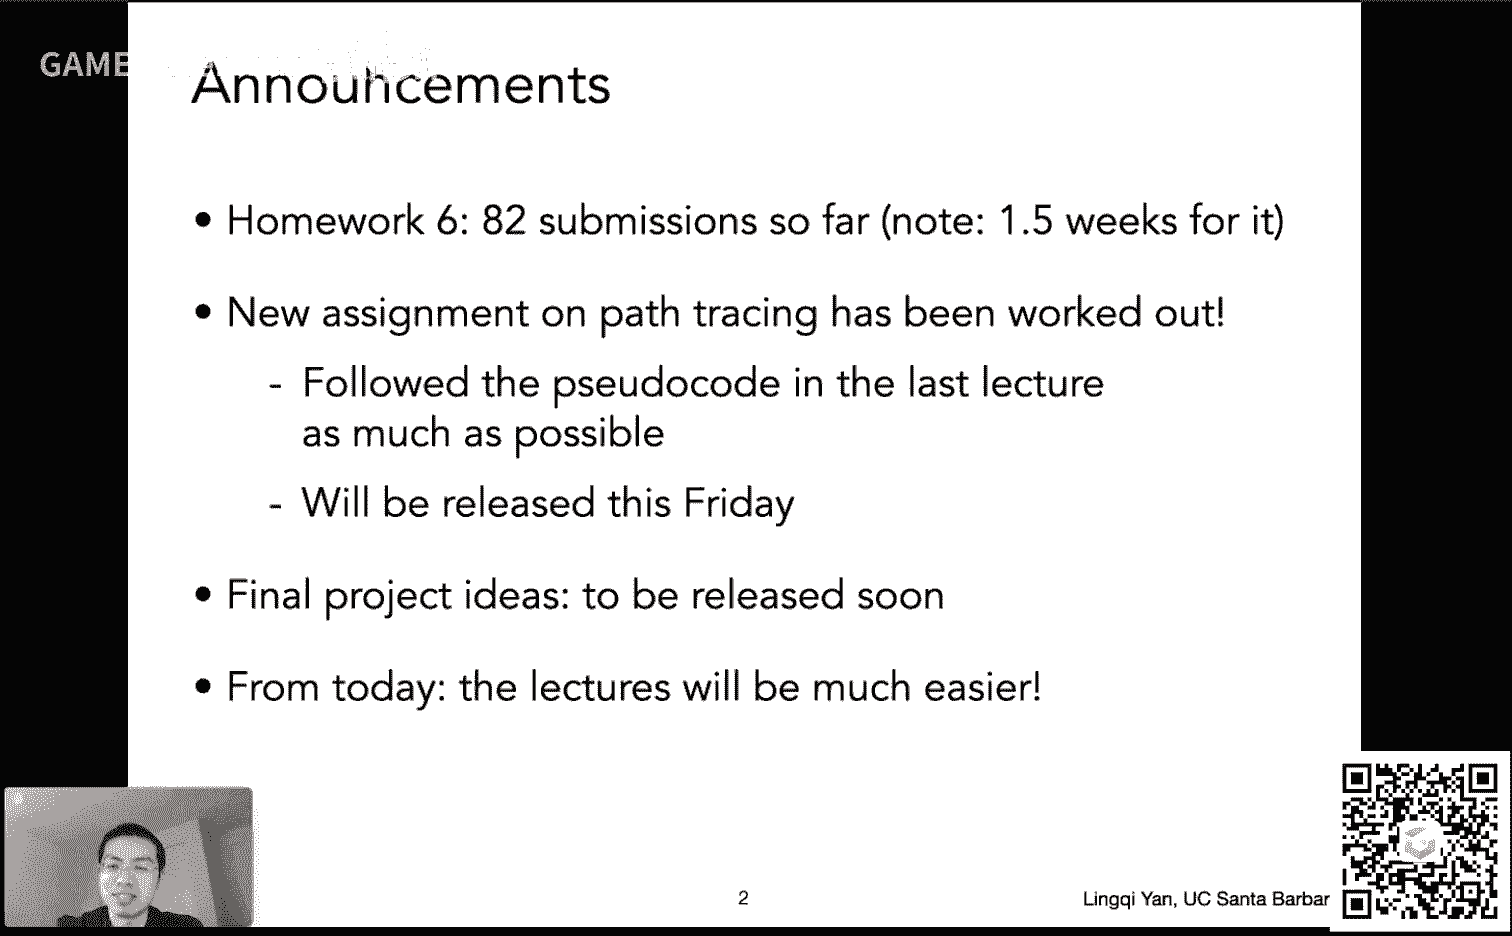 GAME
Announcements
• Homework 6: 82 submissions so far (note: 1.5 weeks for it)
• New assignment on path tracing has been worked out!
- Followed the pseudocode in the last lecture
as much as possible
- Will be released this Friday
• Final project ideas: to be released soon
• From today: the lectures will be much easier!
2
Lingqi Yan, UC Santa Barbar